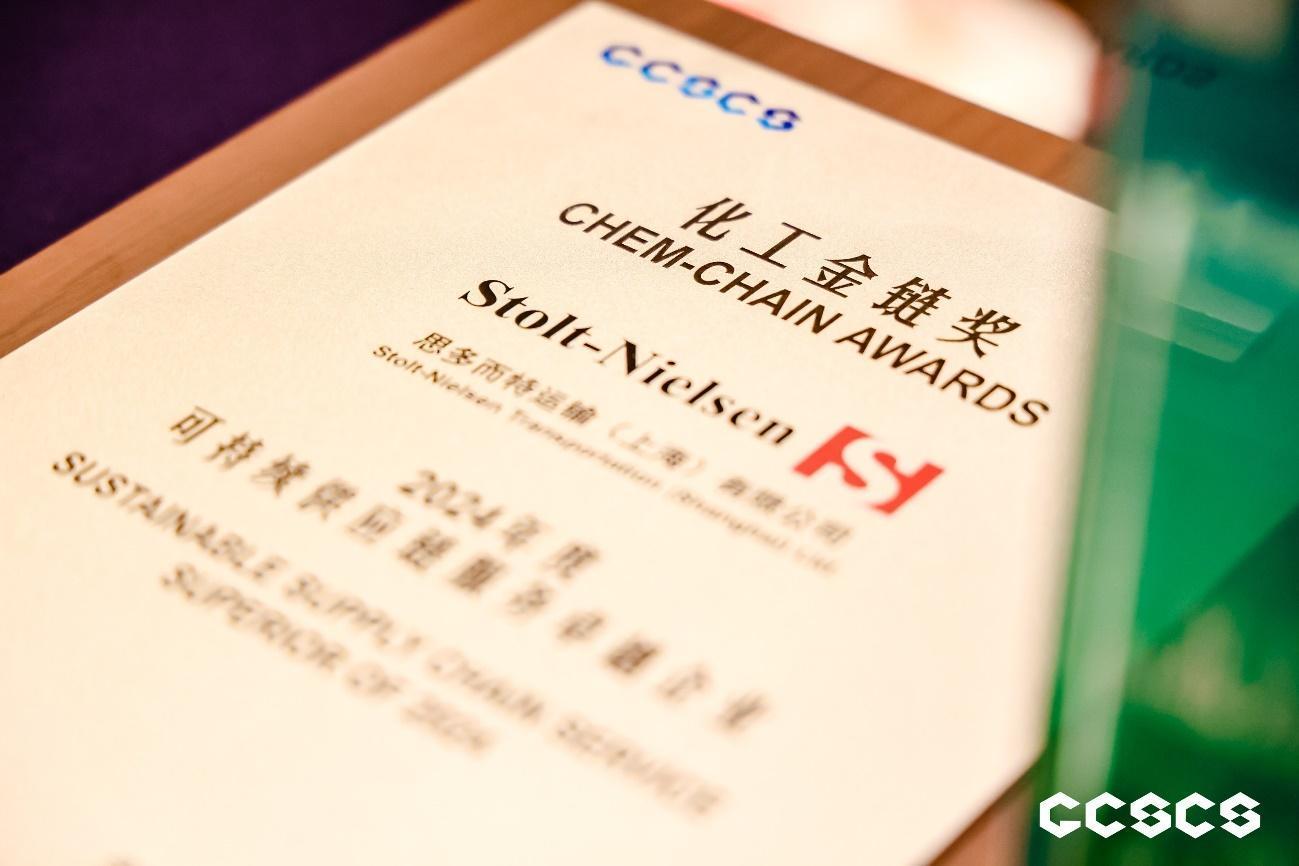 CCSCS
化工金链奖
CHEM-CHAIN AWARDS
Stolt-Nielsen
思多而特运输（上海）有限公司
Stolt-Nielsen Transportation (Shanghai) Ltd.
2024年度
可持续供应链服务卓越企业
SUSTAINABLE SUPPLY CHAIN SERVICE
SUPERIOR OF 2024
GCSCS